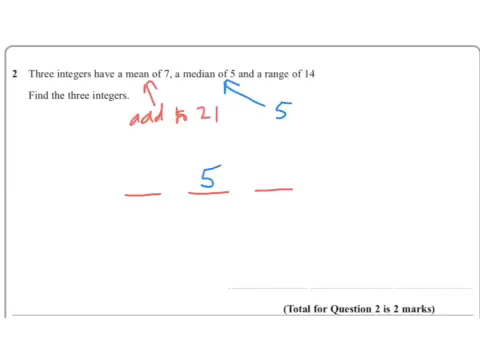 2 Three integers have a mean of 7, a median of 5 and a range of 14
Find the three integers.
add to 21 5
5
(Total for Question 2 is 2 marks)